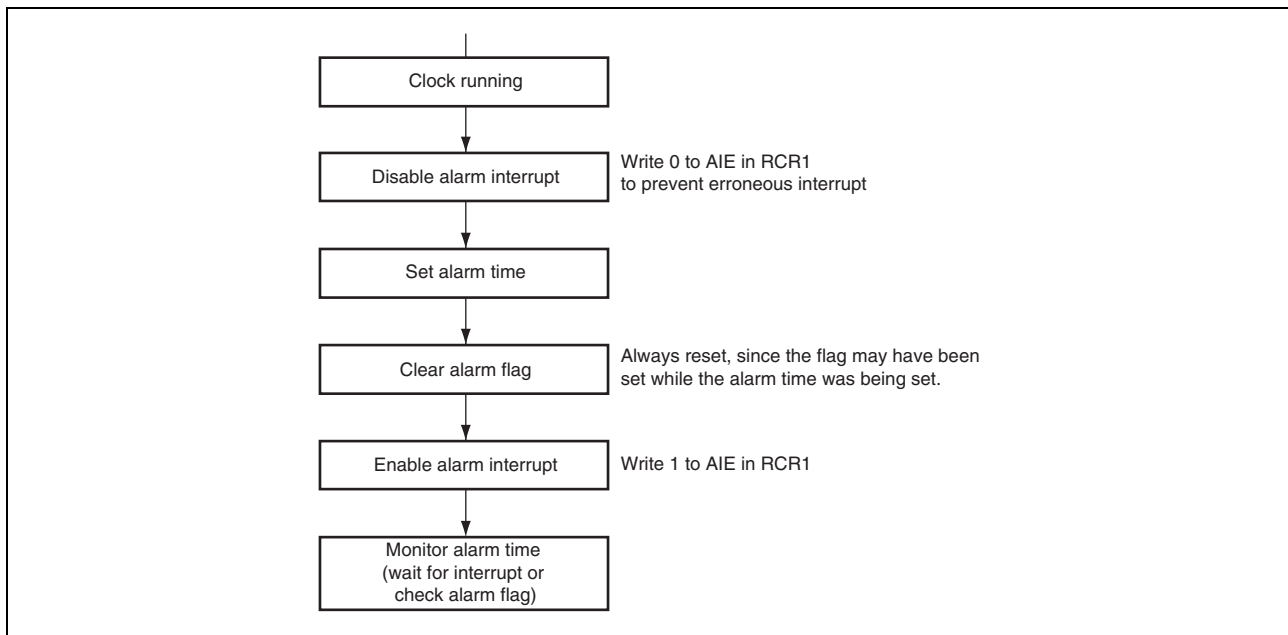 Clock running
Disable alarm interrupt
Write 0 to AIE in RCR1
to prevent erroneous interrupt
Set alarm time
Clear alarm flag
Always reset, since the flag may have been
set while the alarm time was being set.
Enable alarm interrupt
Write 1 to AIE in RCR1
Monitor alarm time
(wait for interrupt or
check alarm flag)